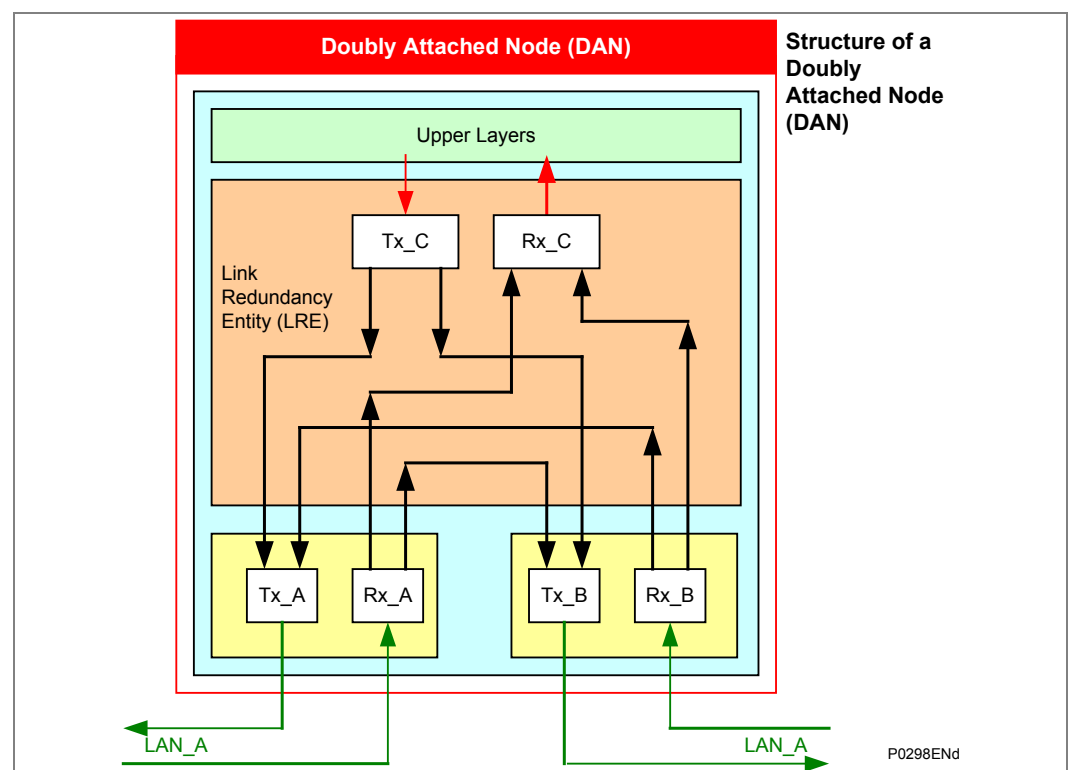 Doubly Attached Node (DAN)
Structure of a
Doubly
Attached Node
(DAN)
Upper Layers
Tx_C
Rx_C
Link
Redundancy
Entity (LRE)
Tx_A
Rx_A
Tx_B
Rx_B
LAN_A
LAN_A
P0298ENd